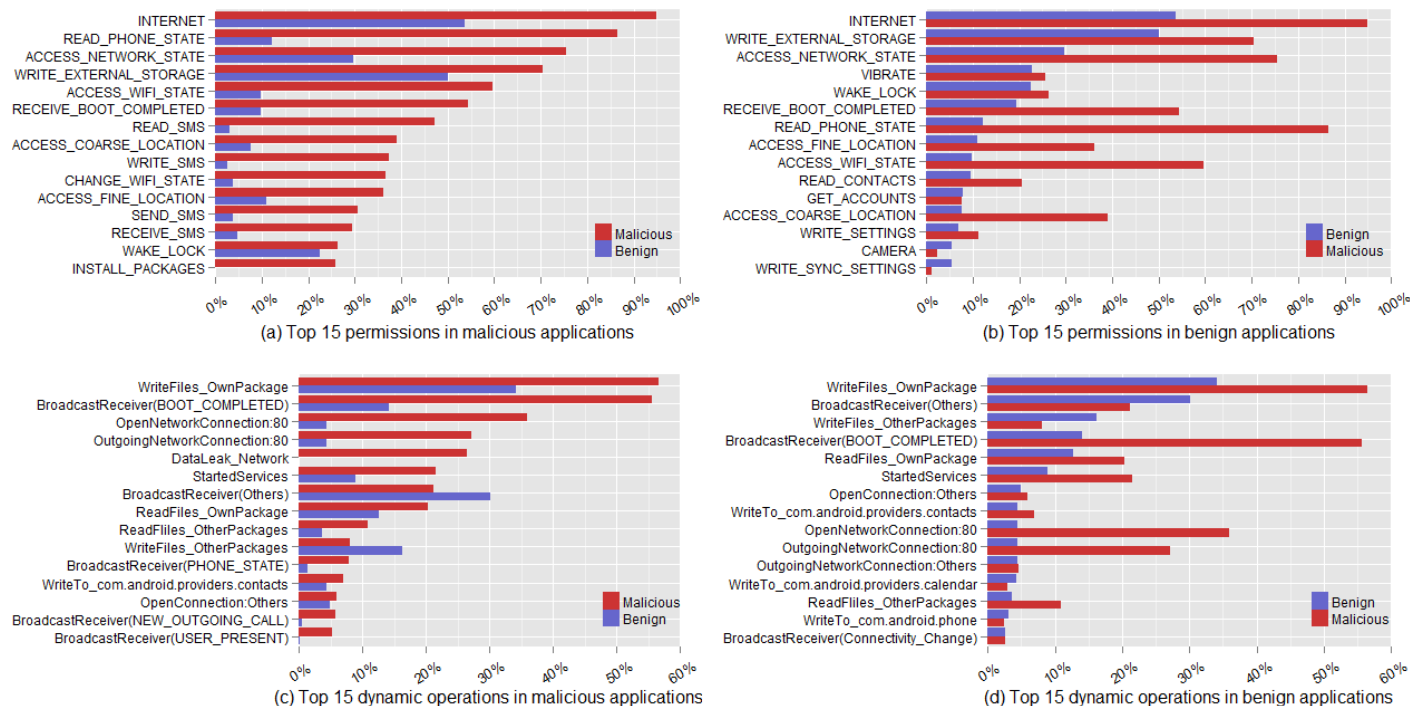 INTERNET
READ_PHONE_STATE
ACCESS_NETWORK_STATE
WRITE_EXTERNAL_STORAGE
ACCESS_WIFI_STATE
RECEIVE_BOOT_COMPLETED
READ_SMS
ACCESS_COARSE_LOCATION
WRITE_SMS
CHANGE_WIFI_STATE
ACCESS_FINE_LOCATION
SEND_SMS
RECEIVE_SMS
WAKE_LOCK
INSTALL_PACKAGES
Malicious
Benign
0% 10% 20% 30% 40% 50% 60% 70% 80% 90% 100%
(a) Top 15 permissions in malicious applications
INTERNET
WRITE_EXTERNAL_STORAGE
ACCESS_NETWORK_STATE
VIBRATE
WAKE_LOCK
RECEIVE_BOOT_COMPLETED
READ_PHONE_STATE
ACCESS_FINE_LOCATION
ACCESS_WIFI_STATE
READ_CONTACTS
GET_ACCOUNTS
ACCESS_COARSE_LOCATION
WRITE_SETTINGS
CAMERA
WRITE_SYNC_SETTINGS
Benign
Malicious
0% 10% 20% 30% 40% 50% 60% 70% 80% 90% 100%
(b) Top 15 permissions in benign applications
WriteFiles_OwnPackage
BroadcastReceiver(BOOT_COMPLETED)
OpenNetworkConnection:80
OutgoingNetworkConnection:80
DataLeak_Network
StartedServices
BroadcastReceiver(Others)
ReadFiles_OwnPackage
ReadFliles_OtherPackages
WriteFiles_OtherPackages
BroadcastReceiver(PHONE_STATE)
WriteTo_com.android.providers.contacts
OpenConnection:Others
BroadcastReceiver(NEW_OUTGOING_CALL)
BroadcastReceiver(USER_PRESENT)
Malicious
Benign
0% 10% 20% 30% 40% 50% 60%
(c) Top 15 dynamic operations in malicious applications
WriteFiles_OwnPackage
BroadcastReceiver(Others)
WriteFiles_OtherPackages
BroadcastReceiver(BOOT_COMPLETED)
ReadFiles_OwnPackage
StartedServices
OpenConnection:Others
WriteTo_com.android.providers.contacts
OpenNetworkConnection:80
OutgoingNetworkConnection:80
OutgoingNetworkConnection:Others
WriteTo_com.android.providers.calendar
ReadFliles_OtherPackages
WriteTo_com.android.phone
BroadcastReceiver(Connectivity_Change)
Benign
Malicious
0% 10% 20% 30% 40% 50% 60%
(d) Top 15 dynamic operations in benign applications